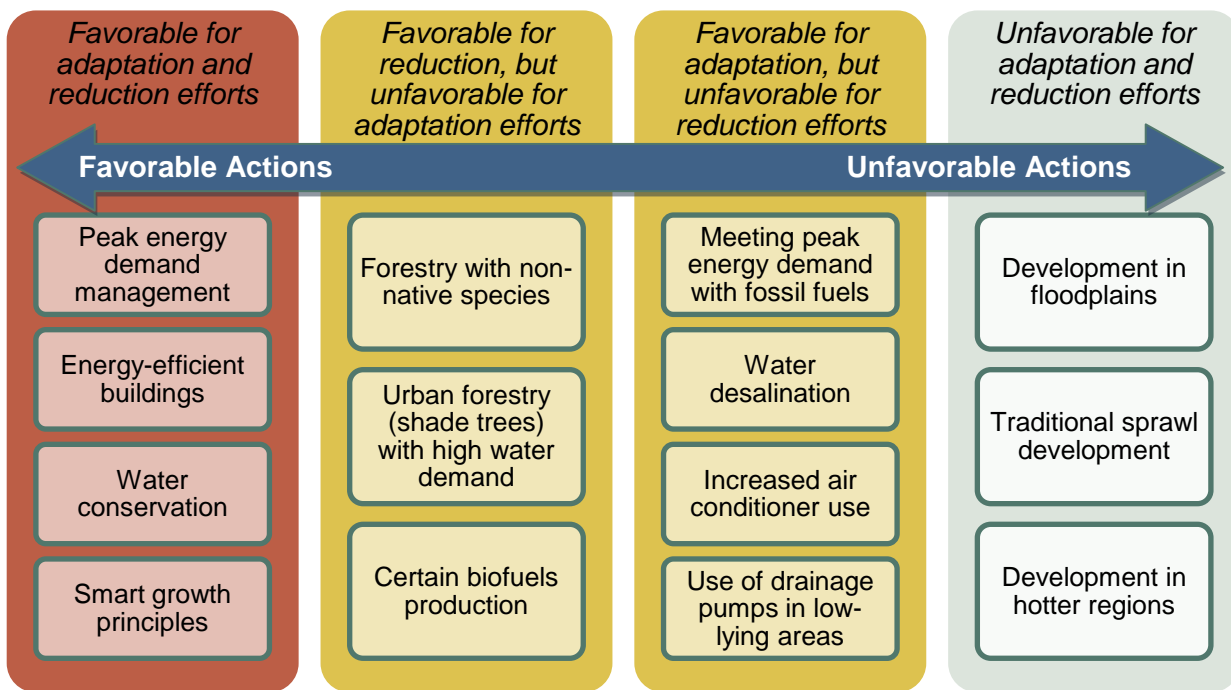 Favorable for
adaptation and
reduction efforts
Favorable for
reduction, but
unfavorable for
adaptation efforts
Favorable for
adaptation, but
unfavorable for
reduction efforts
Unfavorable for
adaptation and
reduction efforts
Favorable Actions
Unfavorable Actions
Peak energy
demand
management
Energy-efficient
buildings
Water
conservation
Smart growth
principles
Forestry with non-
native species
Urban forestry
(shade trees)
with high water
demand
Certain biofuels
production
Meeting peak
energy demand
with fossil fuels
Water
desalination
Increased air
conditioner use
Use of drainage
pumps in low-
lying areas
Development in
floodplains
Traditional sprawl
development
Development in
hotter regions